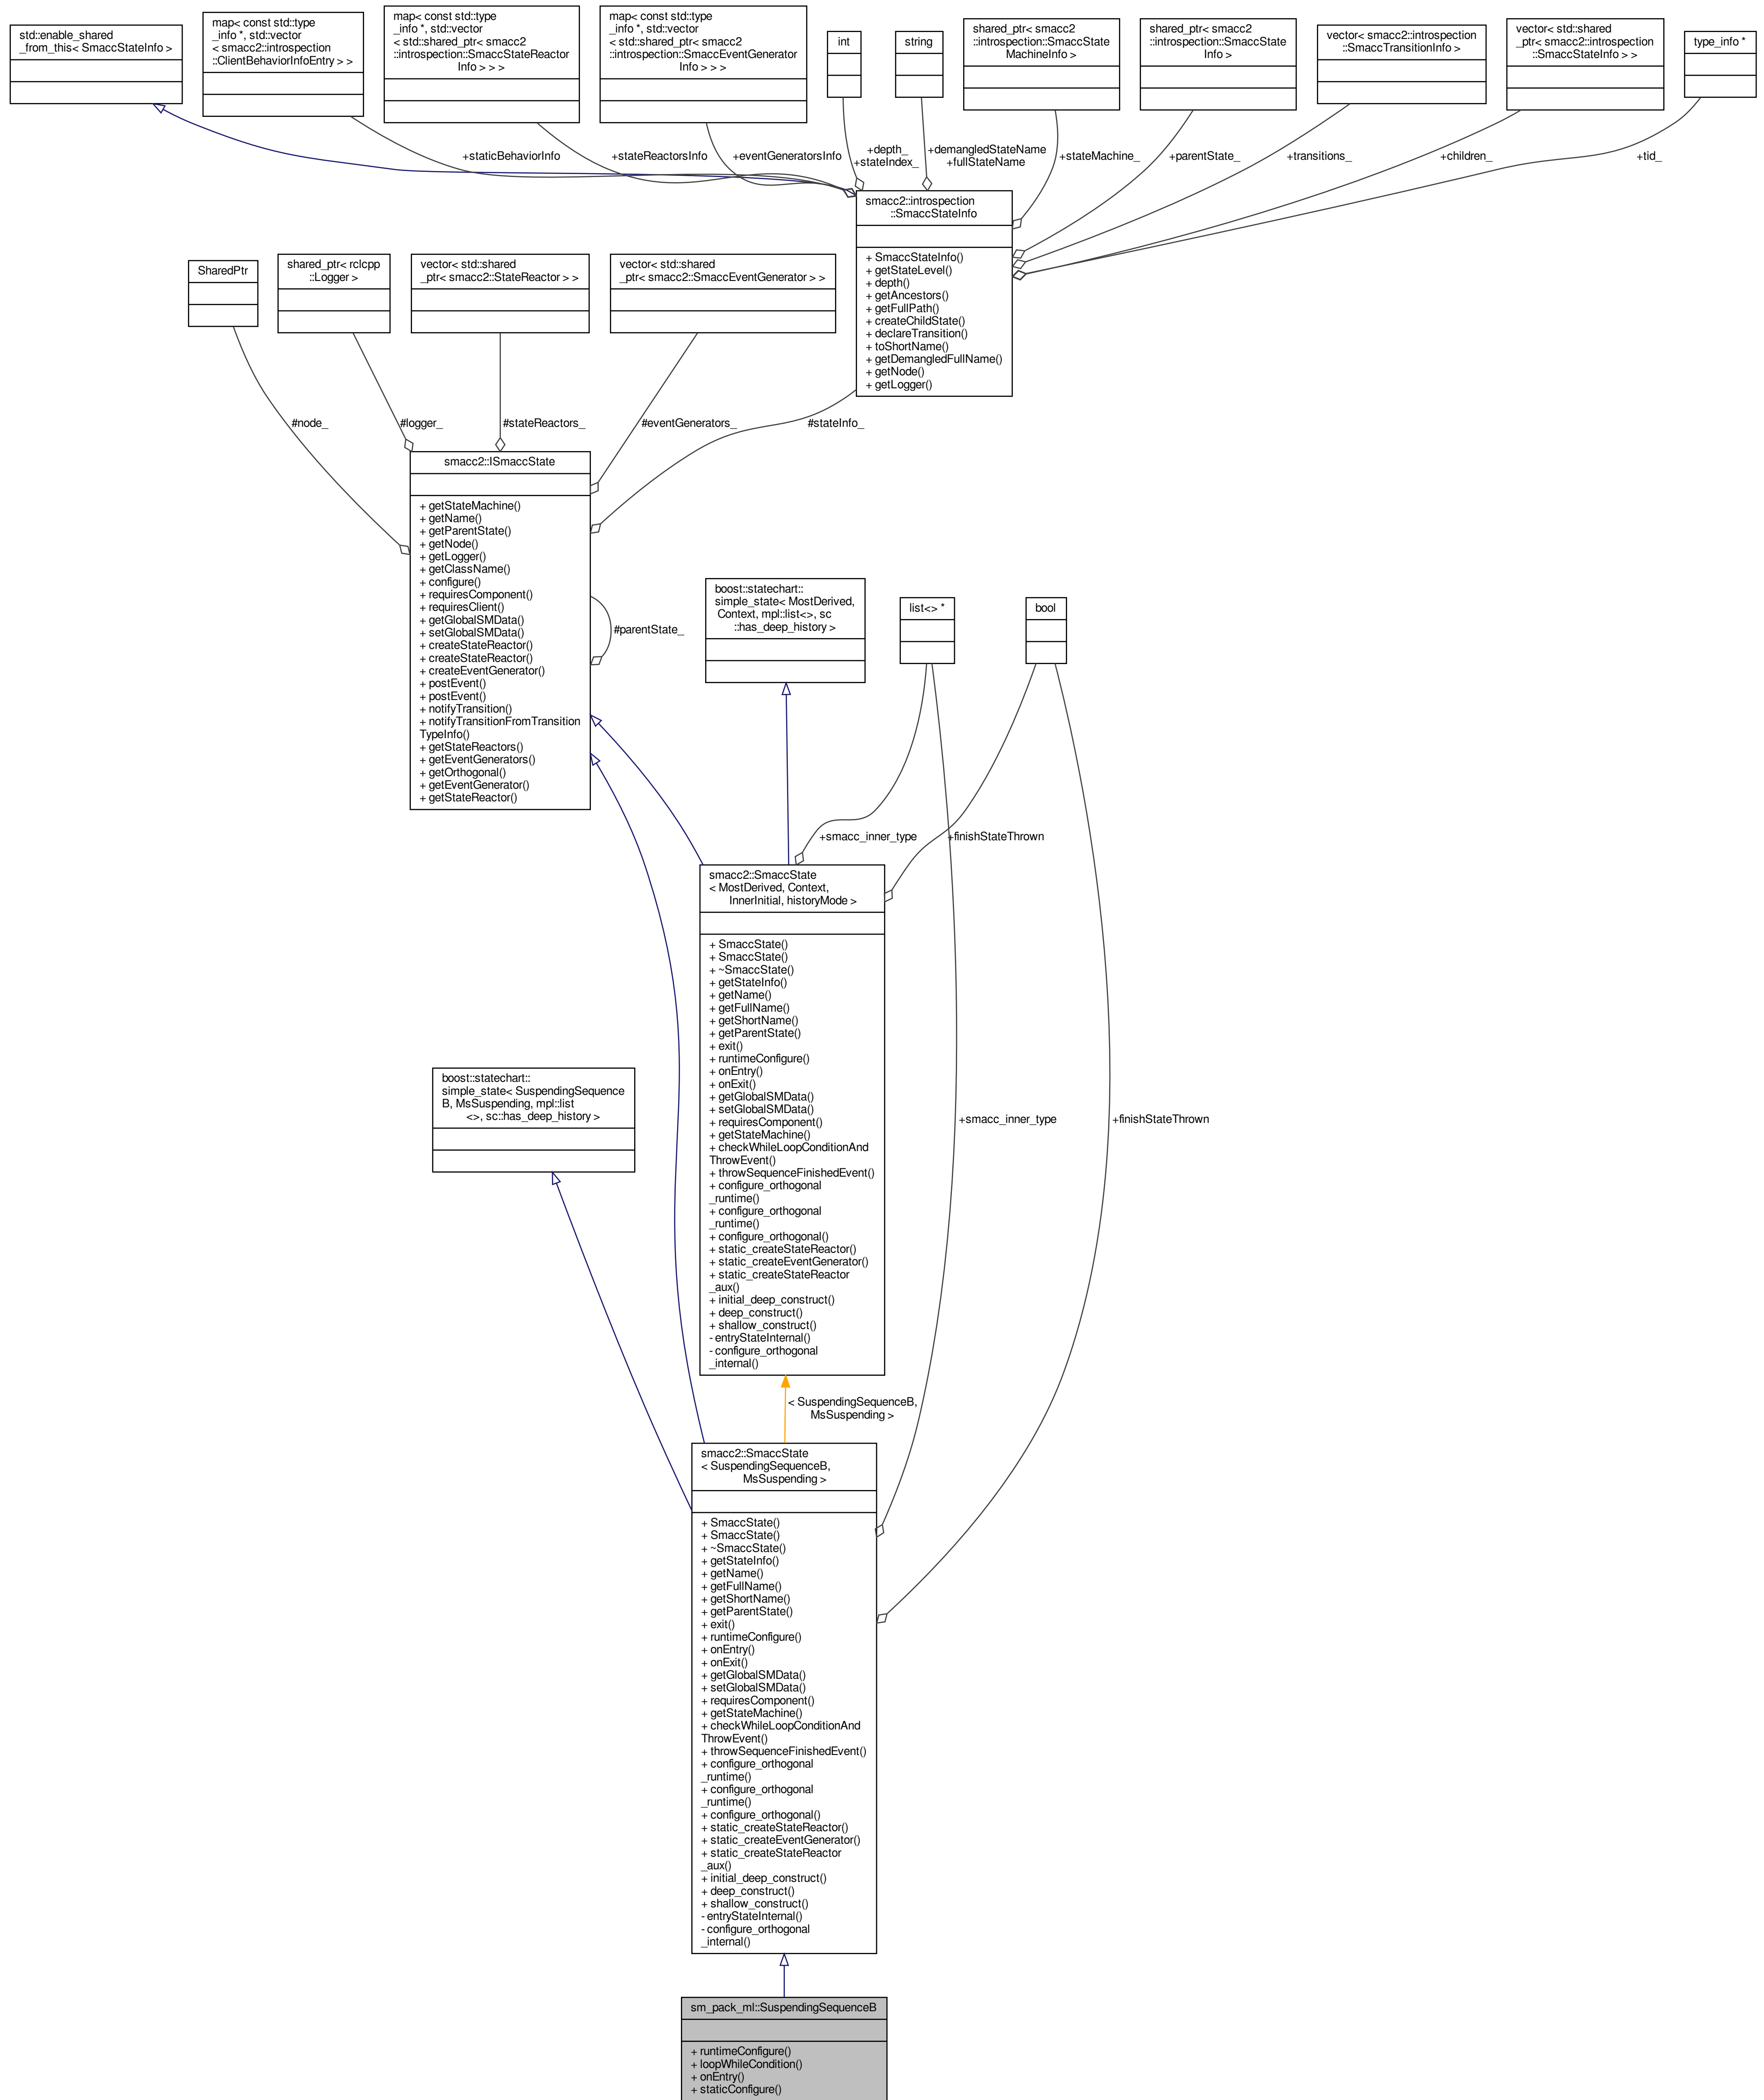 std::enable_shared
_from_this< SmaccStateInfo >
map< const std::type
_info *, std::vector
< smacc2::introspection
::ClientBehaviorInfoEntry > >
map< const std::type
_info *, std::vector
< std::shared_ptr< smacc2
::introspection::SmaccStateReactor
Info > > >
map< const std::type
_info *, std::vector
< std::shared_ptr< smacc2
::introspection::SmaccEventGenerator
Info > > >
int
string
shared_ptr< smacc2
::introspection::SmaccState
MachineInfo >
shared_ptr< smacc2
::introspection::SmaccState
Info >
vector< smacc2::introspection
::SmaccTransitionInfo >
vector< std::shared
_ptr< smacc2::introspection
::SmaccStateInfo > >
type_info *
+staticBehaviorInfo
+stateReactorsInfo
+eventGeneratorsInfo
+depth_
+stateIndex_
+demangledStateName
+fullStateName
+stateMachine_
+parentState_
+transitions_
+children_
+tid_
smacc2::introspection
::SmaccStateInfo
+ SmaccStateInfo()
+ getStateLevel()
+ depth()
+ getAncestors()
+ getFullPath()
+ createChildState()
+ declareTransition()
+ toShortName()
+ getDemangledFullName()
+ getNode()
+ getLogger()
SharedPtr
shared_ptr< rclcpp
::Logger >
vector< std::shared
_ptr< smacc2::StateReactor > >
vector< std::shared
_ptr< smacc2::SmaccEventGenerator > >
#node_
#logger_
#stateReactors_
#eventGenerators_
#stateInfo_
smacc2::ISmaccState
+ getStateMachine()
+ getName()
+ getParentState()
+ getNode()
+ getLogger()
+ getClassName()
+ configure()
+ requiresComponent()
+ requiresClient()
+ getGlobalSMData()
+ setGlobalSMData()
+ createStateReactor()
+ createStateReactor()
+ createEventGenerator()
+ postEvent()
+ postEvent()
+ notifyTransition()
+ notifyTransitionFromTransition
TypeInfo()
+ getStateReactors()
+ getEventGenerators()
+ getOrthogonal()
+ getEventGenerator()
+ getStateReactor()
#parentState_
boost::statechart::
simple_state< MostDerived,
Context, mpl::list<>, sc
::has_deep_history >
list<> *
bool
+smacc_inner_type
+finishStateThrown
smacc2::SmaccState
< MostDerived, Context,
InnerInitial, historyMode >
+ SmaccState()
+ SmaccState()
+ ~SmaccState()
+ getStateInfo()
+ getName()
+ getFullName()
+ getShortName()
+ getParentState()
+ exit()
+ runtimeConfigure()
+ onEntry()
+ onExit()
+ getGlobalSMData()
+ setGlobalSMData()
+ requiresComponent()
+ getStateMachine()
+ checkWhileLoopConditionAnd
ThrowEvent()
+ throwSequenceFinishedEvent()
+ configure_orthogonal
_runtime()
+ configure_orthogonal
_runtime()
+ configure_orthogonal()
+ static_createStateReactor()
+ static_createEventGenerator()
+ static_createStateReactor
_aux()
+ initial_deep_construct()
+ deep_construct()
+ shallow_construct()
- entryStateInternal()
- configure_orthogonal
_internal()
boost::statechart::
simple_state< SuspendingSequence
B, MsSuspending, mpl::list
<>, sc::has_deep_history >
+smacc_inner_type
+finishStateThrown
< SuspendingSequenceB,
MsSuspending >
smacc2::SmaccState
< SuspendingSequenceB,
MsSuspending >
+ SmaccState()
+ SmaccState()
+ ~SmaccState()
+ getStateInfo()
+ getName()
+ getFullName()
+ getShortName()
+ getParentState()
+ exit()
+ runtimeConfigure()
+ onEntry()
+ onExit()
+ getGlobalSMData()
+ setGlobalSMData()
+ requiresComponent()
+ getStateMachine()
+ checkWhileLoopConditionAnd
ThrowEvent()
+ throwSequenceFinishedEvent()
+ configure_orthogonal
_runtime()
+ configure_orthogonal
_runtime()
+ configure_orthogonal()
+ static_createStateReactor()
+ static_createEventGenerator()
+ static_createStateReactor
_aux()
+ initial_deep_construct()
+ deep_construct()
+ shallow_construct()
- entryStateInternal()
- configure_orthogonal
_internal()
sm_pack_ml::SuspendingSequenceB
+ runtimeConfigure()
+ loopWhileCondition()
+ onEntry()
+ staticConfigure()